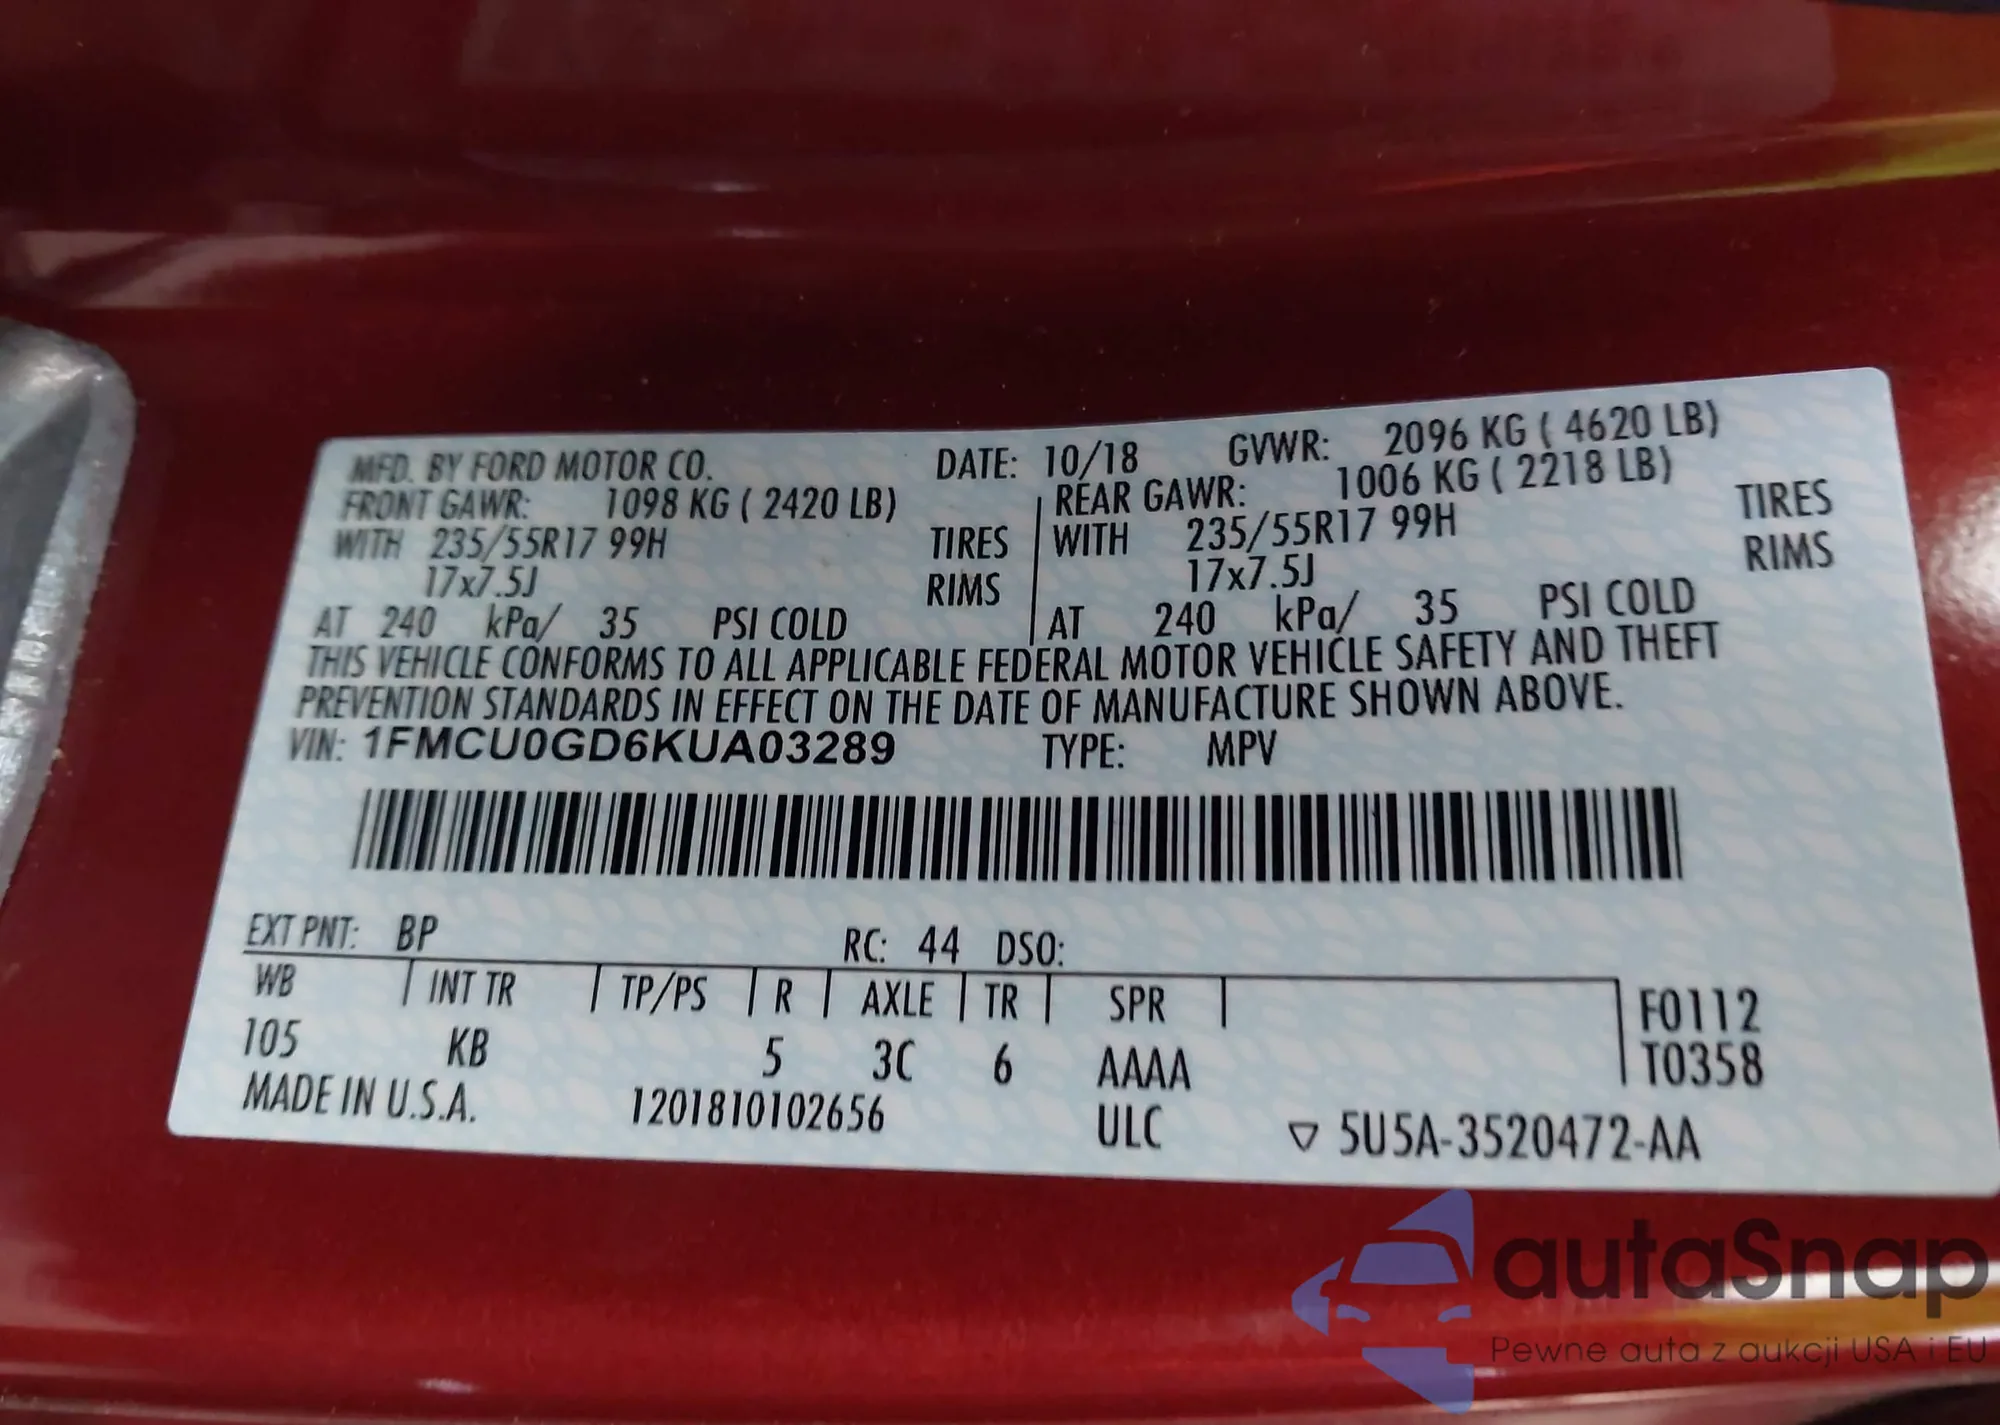 MFD. BY FORD MOTOR CO. DATE: 10/18 GVWR: 2096 KG ( 4620 LB)
FRONT GAWR: 1098 KG ( 2420 LB) REAR GAWR: 1006 KG ( 2218 LB)
WITH 235/55R17 99H TIRES WITH 235/55R17 99H TIRES
17x7.5J RIMS 17x7.5J RIMS
AT 240 kPa/ 35 PSI COLD AT 240 kPa/ 35 PSI COLD
THIS VEHICLE CONFORMS TO ALL APPLICABLE FEDERAL MOTOR VEHICLE SAFETY AND THEFT
PREVENTION STANDARDS IN EFFECT ON THE DATE OF MANUFACTURE SHOWN ABOVE.
VIN: 1FMCU0GD6KUA03289 TYPE: MPV
EXT PNT: BP RC: 44 DSO:
WB INT TR TP/PS R AXLE TR SPR F0112
105 KB 5 3C 6 AAAA T0358
MADE IN U.S.A. 1201810102656 ULC ▽ 5U5A-3520472-AA
autaSnap
Pewne auta z aukcji USA i EU